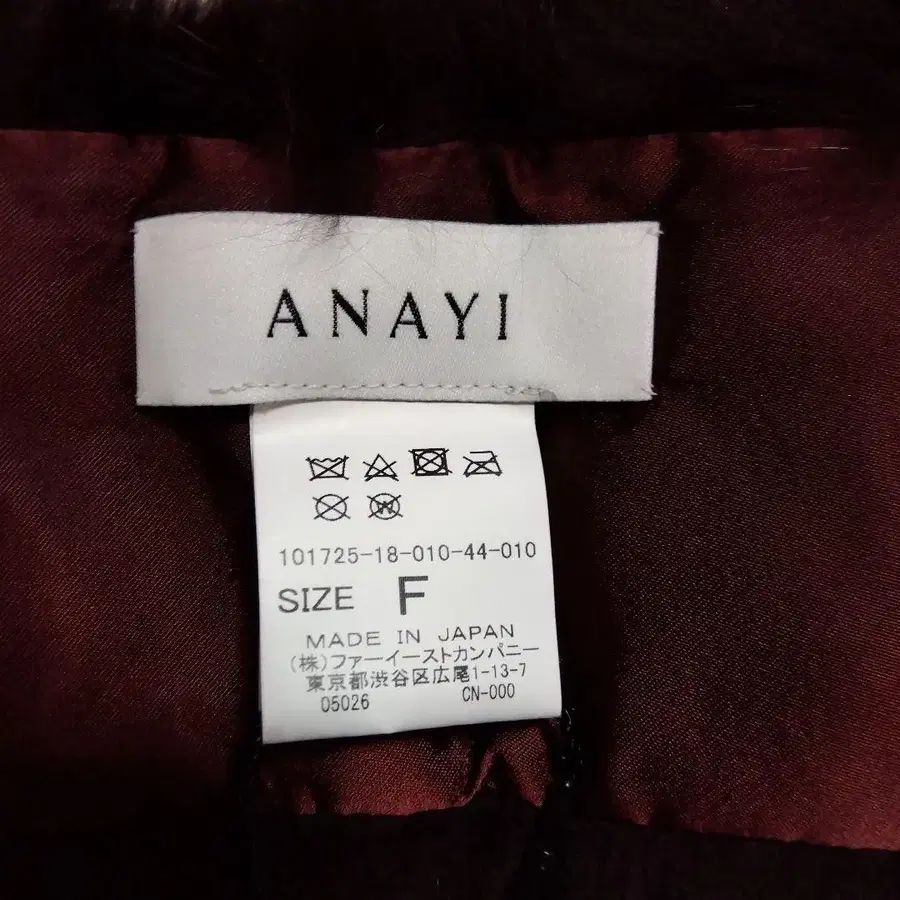 ANAYI
W
101725-18-010-44-010
SIZE F
MADE IN JAPAN
(株)ファーイーストカンパニー
東京都渋谷区広尾1-13-7
05026 CN-000